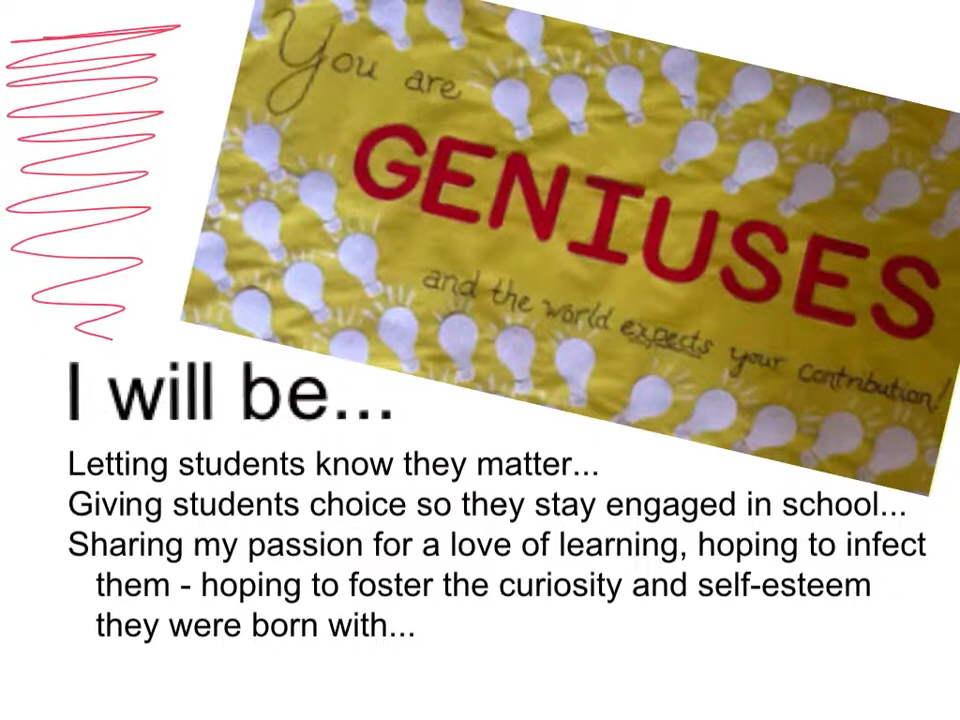 You are
GENIUSES
and the world expects your contribution!
I will be...
Letting students know they matter...
Giving students choice so they stay engaged in school...
Sharing my passion for a love of learning, hoping to infect
them - hoping to foster the curiosity and self-esteem
they were born with...